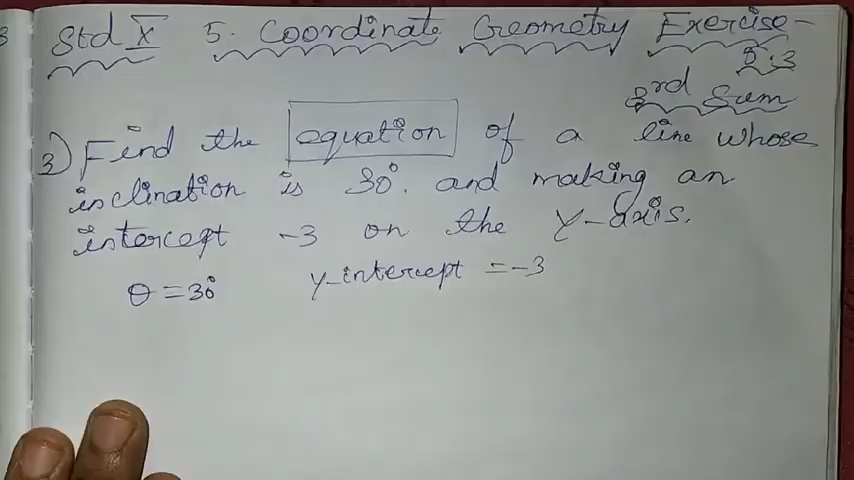 Std X 5. Coordinate Geometry Exercise-
5.3
3rd Sum
3) Find the equation of a line whose
inclination is 30°. and making an
intercept -3 on the Y-axis.
θ = 30° y-intercept = -3